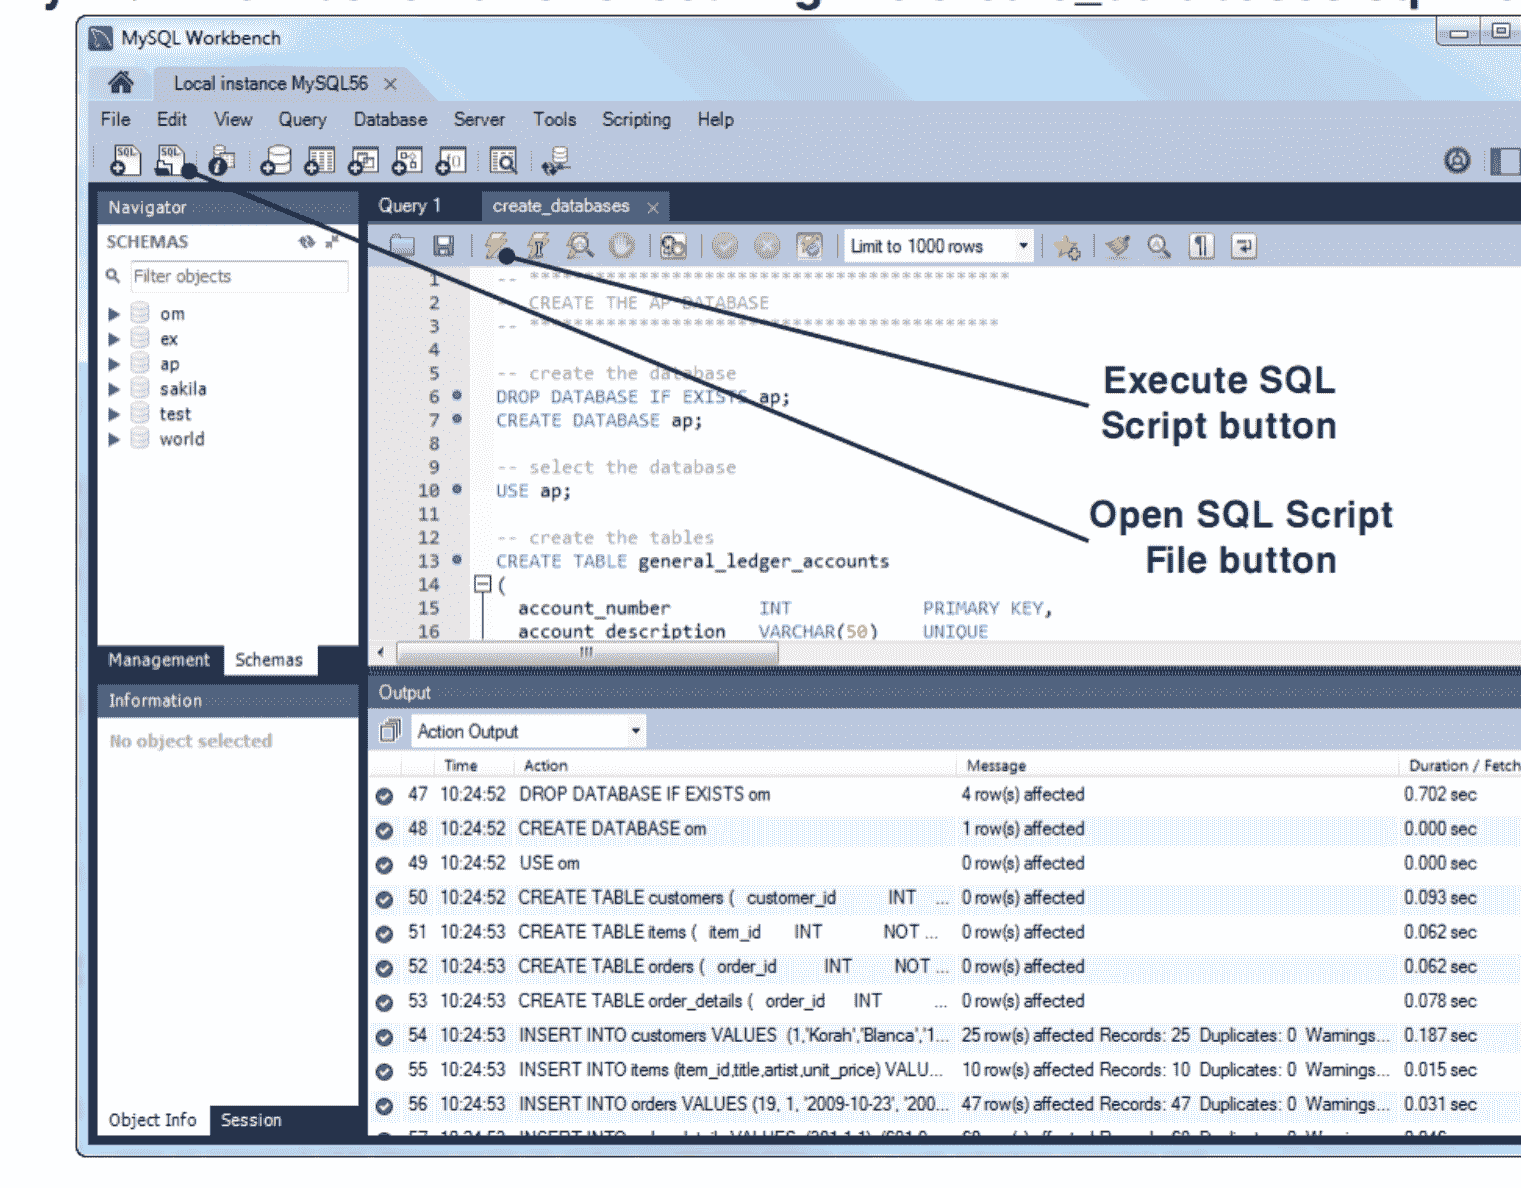 MySQL Workbench
Local instance MySQL56
File Edit View Query Database Server Tools Scripting Help
Navigator
SCHEMAS
Filter objects
om
ex
ap
sakila
test
world
Management Schemas
Information
No object selected
Object Info Session
Query 1 create_databases
Limit to 1000 rows
1 -- ********************************************
2 -- CREATE THE AP DATABASE
3 -- *******************************************
4
5 -- create the database
6 DROP DATABASE IF EXISTS ap;
7 CREATE DATABASE ap;
8
9 -- select the database
10 USE ap;
11
12 -- create the tables
13 CREATE TABLE general_ledger_accounts
14 (
15 account_number INT PRIMARY KEY,
16 account_description VARCHAR(50) UNIQUE
Execute SQL
Script button
Open SQL Script
File button
Output
Action Output
Time Action Message Duration / Fetch
47 10:24:52 DROP DATABASE IF EXISTS om 4 row(s) affected 0.702 sec
48 10:24:52 CREATE DATABASE om 1 row(s) affected 0.000 sec
49 10:24:52 USE om 0 row(s) affected 0.000 sec
50 10:24:52 CREATE TABLE customers ( customer_id INT ... 0 row(s) affected 0.093 sec
51 10:24:53 CREATE TABLE items ( item_id INT NOT ... 0 row(s) affected 0.062 sec
52 10:24:53 CREATE TABLE orders ( order_id INT NOT ... 0 row(s) affected 0.062 sec
53 10:24:53 CREATE TABLE order_details ( order_id INT ... 0 row(s) affected 0.078 sec
54 10:24:53 INSERT INTO customers VALUES (1,'Korah','Blanca','1... 25 row(s) affected Records: 25 Duplicates: 0 Warnings... 0.187 sec
55 10:24:53 INSERT INTO items (item_id,title,artist,unit_price) VALU... 10 row(s) affected Records: 10 Duplicates: 0 Warnings... 0.015 sec
56 10:24:53 INSERT INTO orders VALUES (19, 1, '2009-10-23', '200... 47 row(s) affected Records: 47 Duplicates: 0 Warnings... 0.031 sec